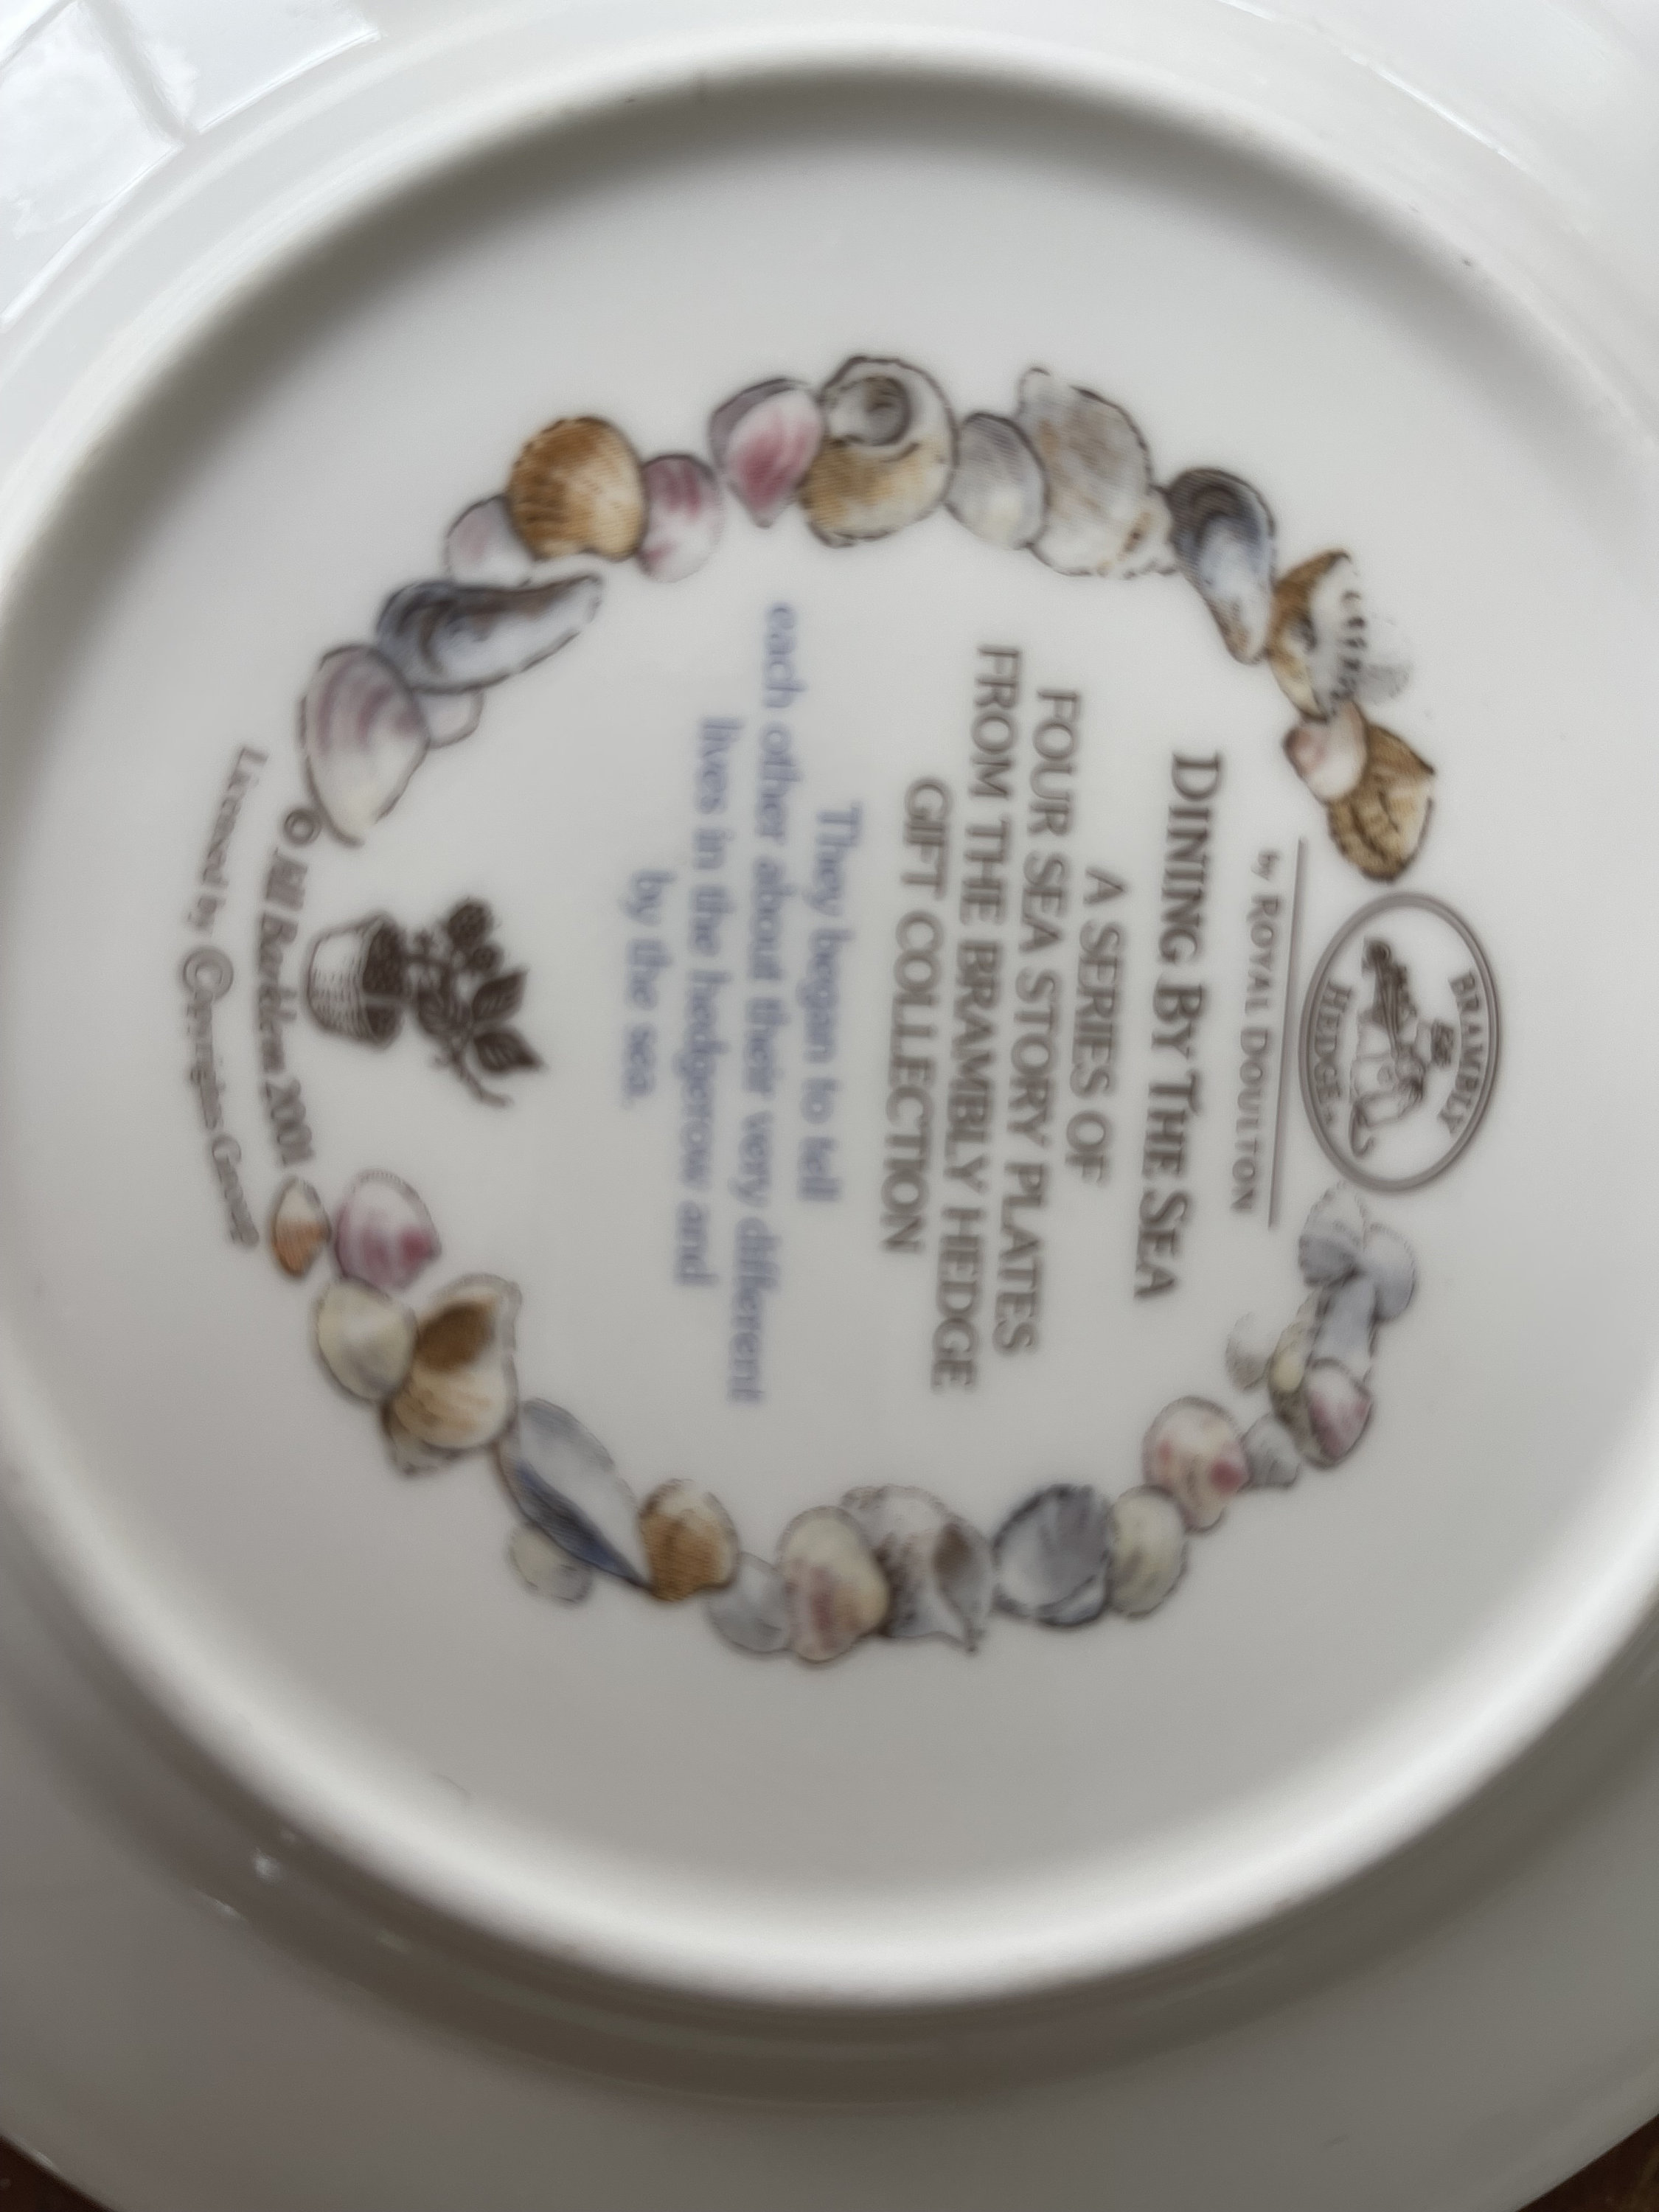 BRAMBLY
HEDGE
by ROYAL DOULTON
DINING BY THE SEA
A SERIES OF
FOUR SEA STORY PLATES
FROM THE BRAMBLY HEDGE
GIFT COLLECTION
They began to tell
each other about their very different
lives in the hedgerow and
by the sea.
© Jill Barklem 2001
Licensed by Copyrights Group